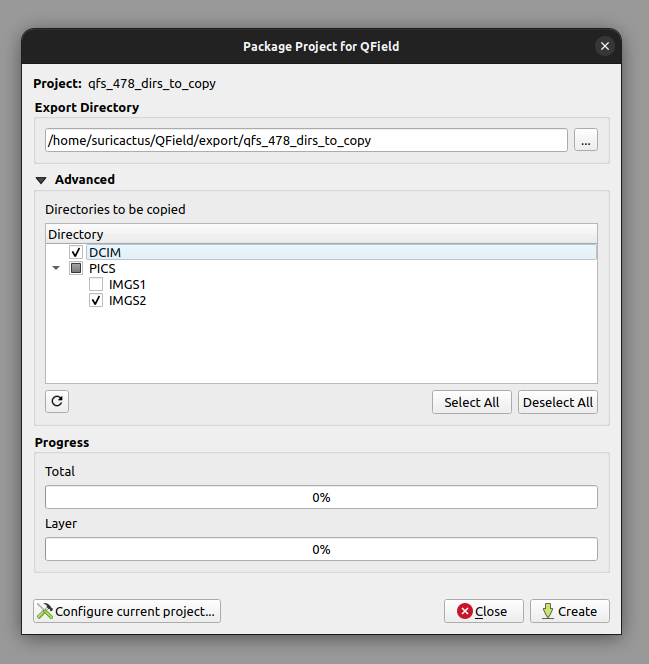 Package Project for QField
Project: qfs_478_dirs_to_copy
Export Directory
/home/suricactus/QField/export/qfs_478_dirs_to_copy
...
Advanced
Directories to be copied
Directory
DCIM
PICS
IMGS1
IMGS2
Select All
Deselect All
Progress
Total
0%
Layer
0%
Configure current project...
Close
Create